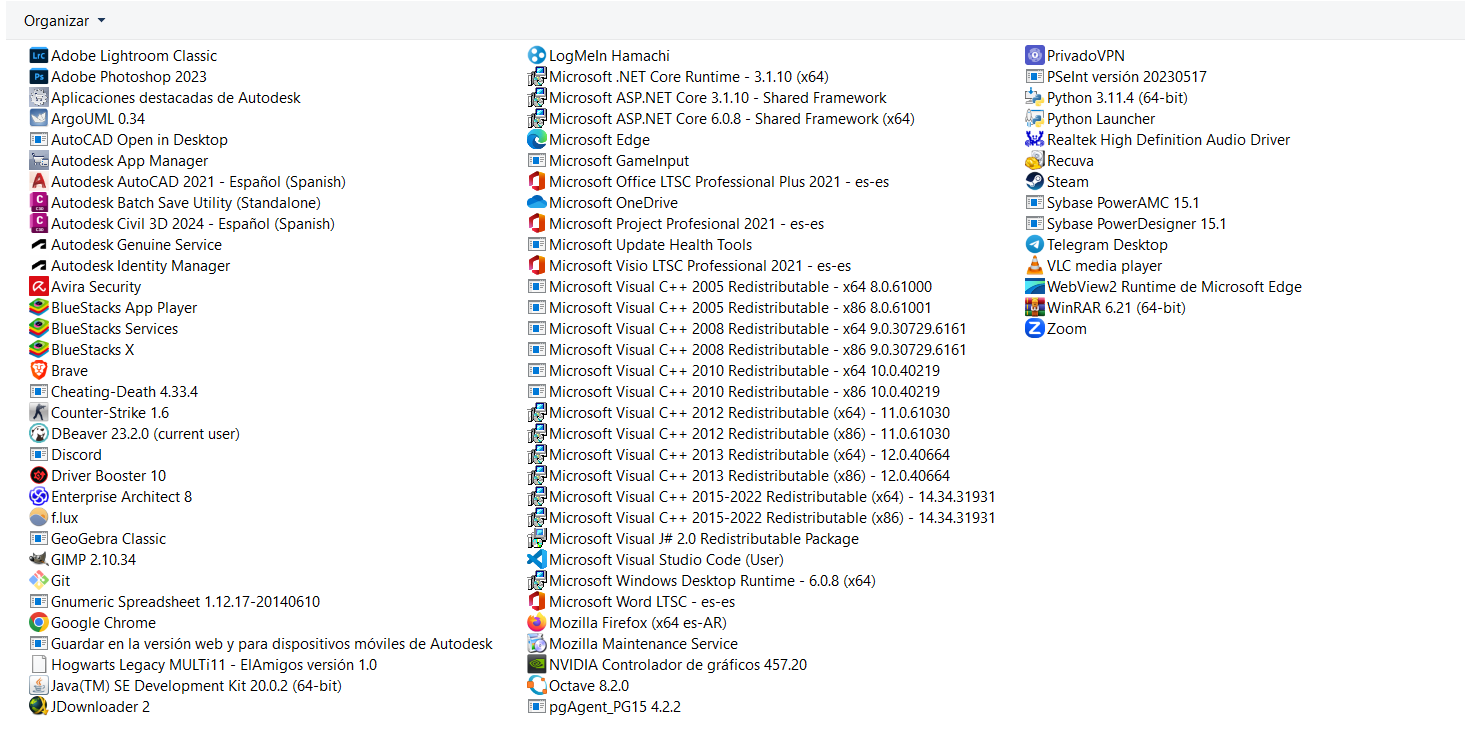 Organizar
Adobe Lightroom Classic
Adobe Photoshop 2023
Aplicaciones destacadas de Autodesk
ArgoUML 0.34
AutoCAD Open in Desktop
Autodesk App Manager
Autodesk AutoCAD 2021 - Español (Spanish)
Autodesk Batch Save Utility (Standalone)
Autodesk Civil 3D 2024 - Español (Spanish)
Autodesk Genuine Service
Autodesk Identity Manager
Avira Security
BlueStacks App Player
BlueStacks Services
BlueStacks X
Brave
Cheating-Death 4.33.4
Counter-Strike 1.6
DBeaver 23.2.0 (current user)
Discord
Driver Booster 10
Enterprise Architect 8
f.lux
GeoGebra Classic
GIMP 2.10.34
Git
Gnumeric Spreadsheet 1.12.17-20140610
Google Chrome
Guardar en la versión web y para dispositivos móviles de Autodesk
Hogwarts Legacy MULTi11 - ElAmigos versión 1.0
Java(TM) SE Development Kit 20.0.2 (64-bit)
JDownloader 2
LogMeIn Hamachi
Microsoft .NET Core Runtime - 3.1.10 (x64)
Microsoft ASP.NET Core 3.1.10 - Shared Framework
Microsoft ASP.NET Core 6.0.8 - Shared Framework (x64)
Microsoft Edge
Microsoft GameInput
Microsoft Office LTSC Professional Plus 2021 - es-es
Microsoft OneDrive
Microsoft Project Profesional 2021 - es-es
Microsoft Update Health Tools
Microsoft Visio LTSC Professional 2021 - es-es
Microsoft Visual C++ 2005 Redistributable - x64 8.0.61000
Microsoft Visual C++ 2005 Redistributable - x86 8.0.61001
Microsoft Visual C++ 2008 Redistributable - x64 9.0.30729.6161
Microsoft Visual C++ 2008 Redistributable - x86 9.0.30729.6161
Microsoft Visual C++ 2010 Redistributable - x64 10.0.40219
Microsoft Visual C++ 2010 Redistributable - x86 10.0.40219
Microsoft Visual C++ 2012 Redistributable (x64) - 11.0.61030
Microsoft Visual C++ 2012 Redistributable (x86) - 11.0.61030
Microsoft Visual C++ 2013 Redistributable (x64) - 12.0.40664
Microsoft Visual C++ 2013 Redistributable (x86) - 12.0.40664
Microsoft Visual C++ 2015-2022 Redistributable (x64) - 14.34.31931
Microsoft Visual C++ 2015-2022 Redistributable (x86) - 14.34.31931
Microsoft Visual J# 2.0 Redistributable Package
Microsoft Visual Studio Code (User)
Microsoft Windows Desktop Runtime - 6.0.8 (x64)
Microsoft Word LTSC - es-es
Mozilla Firefox (x64 es-AR)
Mozilla Maintenance Service
NVIDIA Controlador de gráficos 457.20
Octave 8.2.0
pgAgent_PG15 4.2.2
PrivadoVPN
PSeInt versión 20230517
Python 3.11.4 (64-bit)
Python Launcher
Realtek High Definition Audio Driver
Recuva
Steam
Sybase PowerAMC 15.1
Sybase PowerDesigner 15.1
Telegram Desktop
VLC media player
WebView2 Runtime de Microsoft Edge
WinRAR 6.21 (64-bit)
Zoom